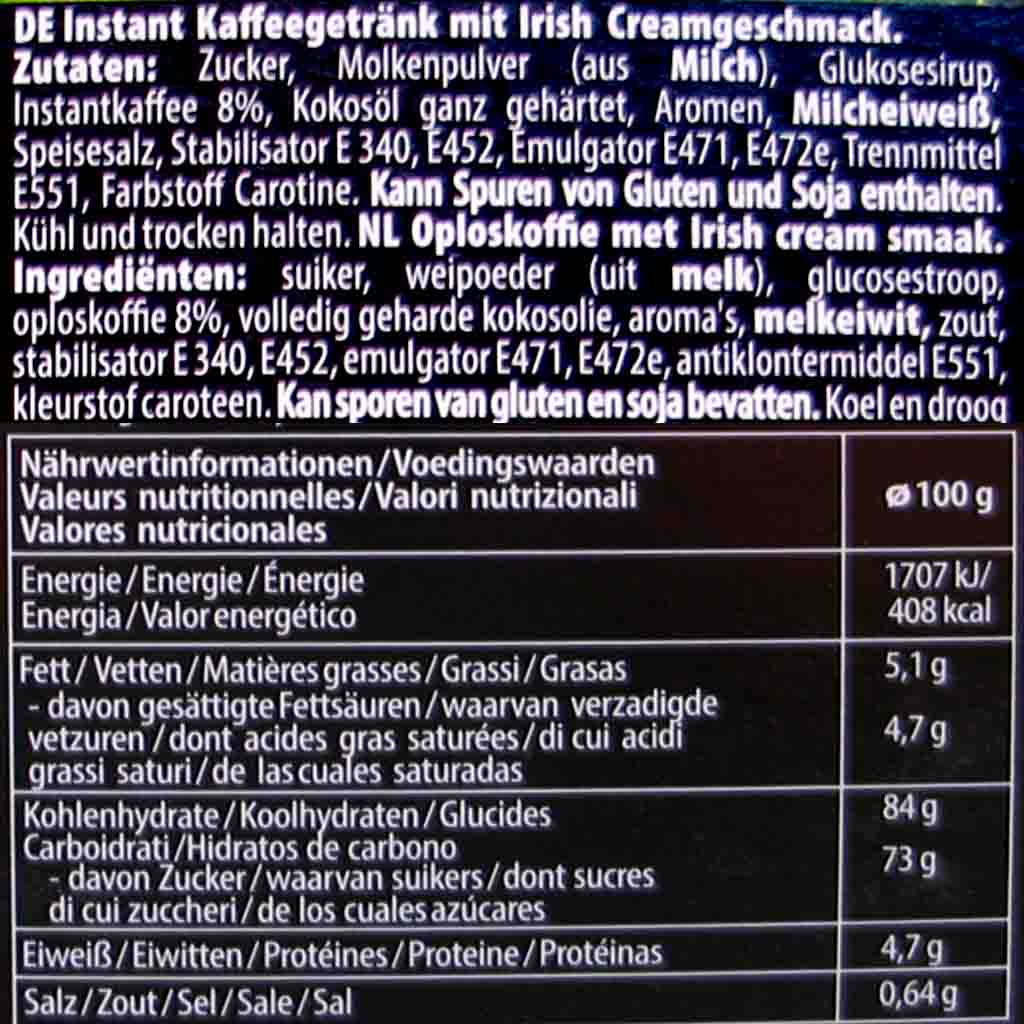 DE Instant Kaffeegetränk mit Irish Creamgeschmack.
Zutaten: Zucker, Molkenpulver (aus Milch), Glukosesirup,
Instantkaffee 8%, Kokosöl ganz gehärtet, Aromen, Milcheiweiß,
Speisesalz, Stabilisator E 340, E452, Emulgator E471, E472e, Trennmittel
E551, Farbstoff Carotine. Kann Spuren von Gluten und Soja enthalten.
Kühl und trocken halten. NL Oploskoffie met Irish cream smaak.
Ingrediënten: suiker, weipoeder (uit melk), glucosestroop,
oploskoffie 8%, volledig geharde kokosolie, aroma's, melkeiwit, zout,
stabilisator E 340, E452, emulgator E471, E472e, antiklontermiddel E551,
kleurstof caroteen. Kan sporen van gluten en soja bevatten. Koel en droog
Nährwertinformationen/Voedingswaarden
Valeurs nutritionnelles/Valori nutrizionali
Valores nutricionales
ø 100 g
Energie/Energie/Énergie
Energia/Valor energético
1707 kJ/
408 kcal
Fett/Vetten/Matières grasses/Grassi/Grasas
5,1 g
- davon gesättigte Fettsäuren/waarvan verzadigde
vetzuren/dont acides gras saturées/di cui acidi
grassi saturi/de las cuales saturadas
4,7 g
Kohlenhydrate/Koolhydraten/Glucides
Carboidrati/Hidratos de carbono
84 g
- davon Zucker/waarvan suikers/dont sucres
di cui zuccheri/de los cuales azúcares
73 g
Eiweiß/Eiwitten/Protéines/Proteine/Protéinas
4,7 g
Salz/Zout/Sel/Sale/Sal
0,64 g